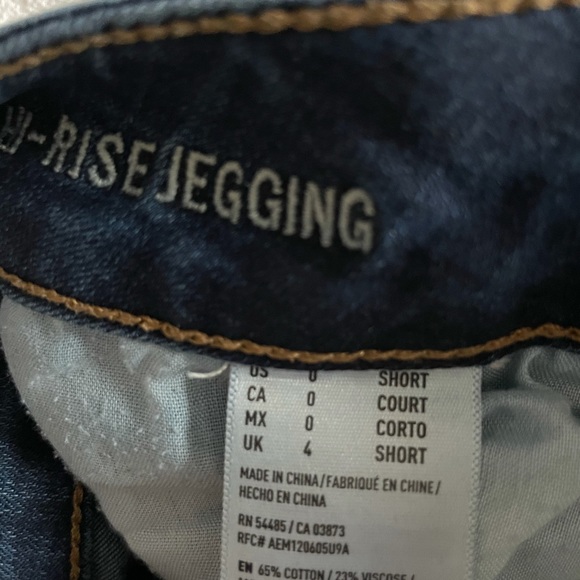 HI-RISE JEGGING
US 0 SHORT
CA 0 COURT
MX 0 CORTO
UK 4 SHORT
MADE IN CHINA/FABRIQUÉ EN CHINE/
HECHO EN CHINA
RN 54485 / CA 03873
RFC# AEM120605U9A
EN 65% COTTON / 23% VISCOSE /